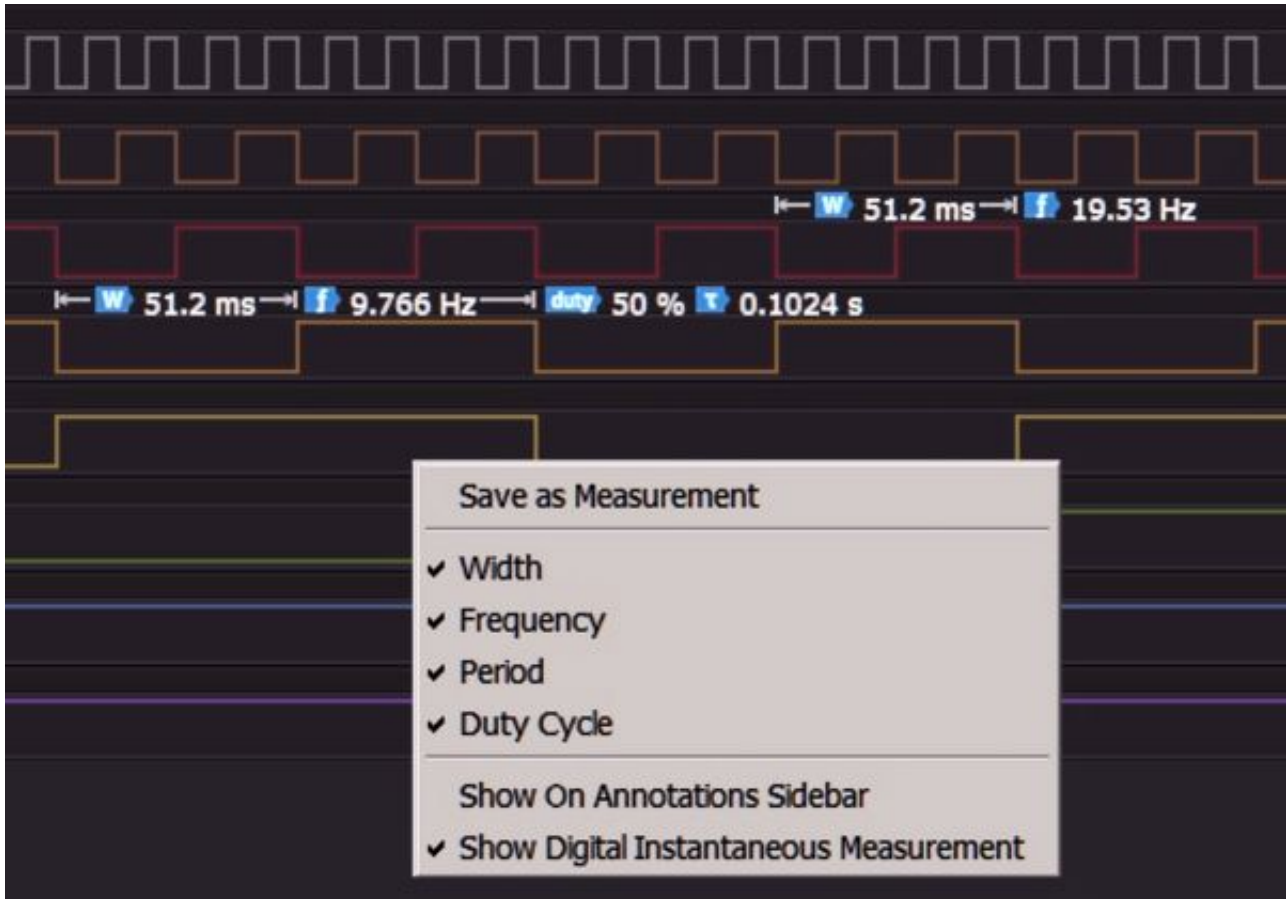 W 51.2 ms f 19.53 Hz
W 51.2 ms f 9.766 Hz duty 50 % τ 0.1024 s
Save as Measurement
Width
Frequency
Period
Duty Cycle
Show On Annotations Sidebar
Show Digital Instantaneous Measurement